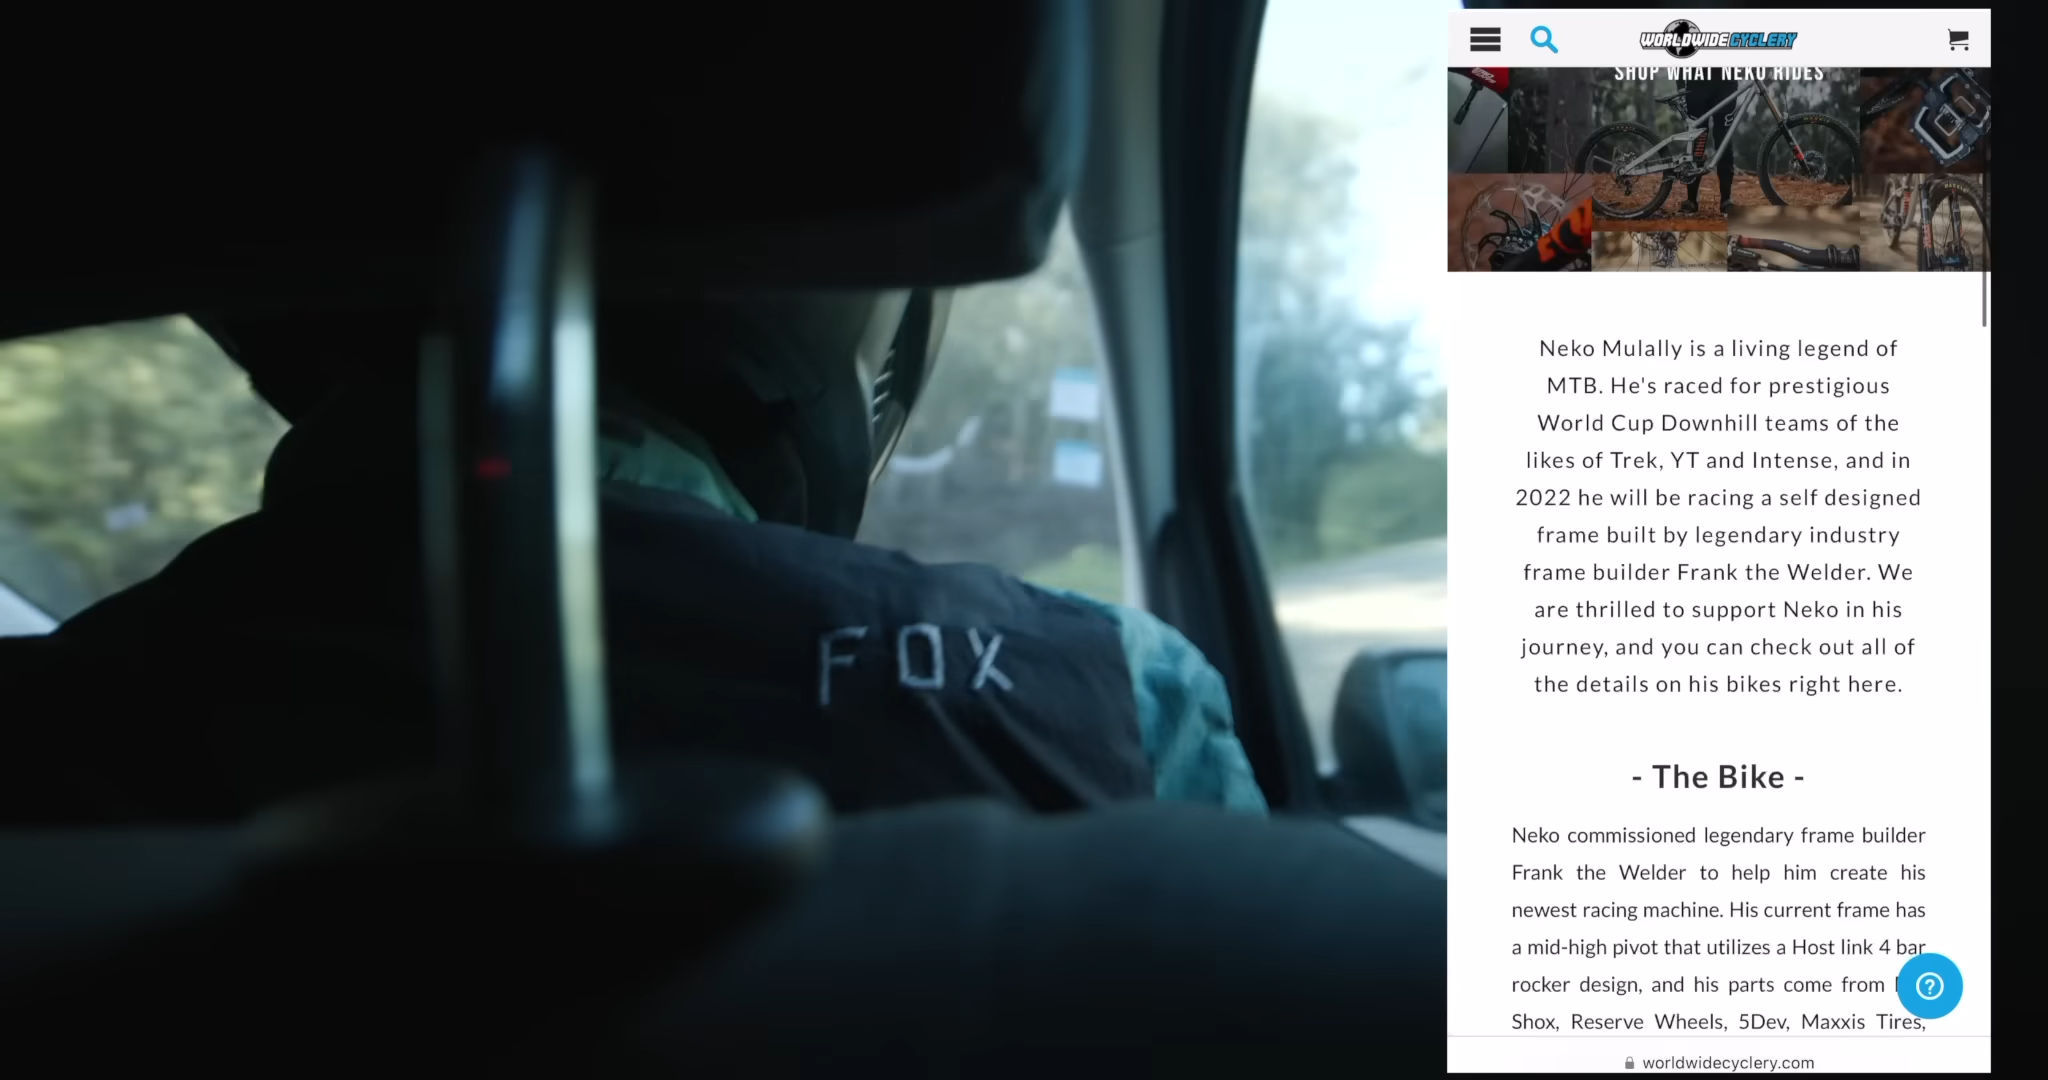 FOX
WORLDWIDE CYCLERY
SHOP WHAT NEKO RIDES
Neko Mulally is a living legend of
MTB. He's raced for prestigious
World Cup Downhill teams of the
likes of Trek, YT and Intense, and in
2022 he will be racing a self designed
frame built by legendary industry
frame builder Frank the Welder. We
are thrilled to support Neko in his
journey, and you can check out all of
the details on his bikes right here.
- The Bike -
Neko commissioned legendary frame builder
Frank the Welder to help him create his
newest racing machine. His current frame has
a mid-high pivot that utilizes a Host link 4 bar
rocker design, and his parts come from
Shox, Reserve Wheels, 5Dev, Maxxis Tires,
worldwidecyclery.com